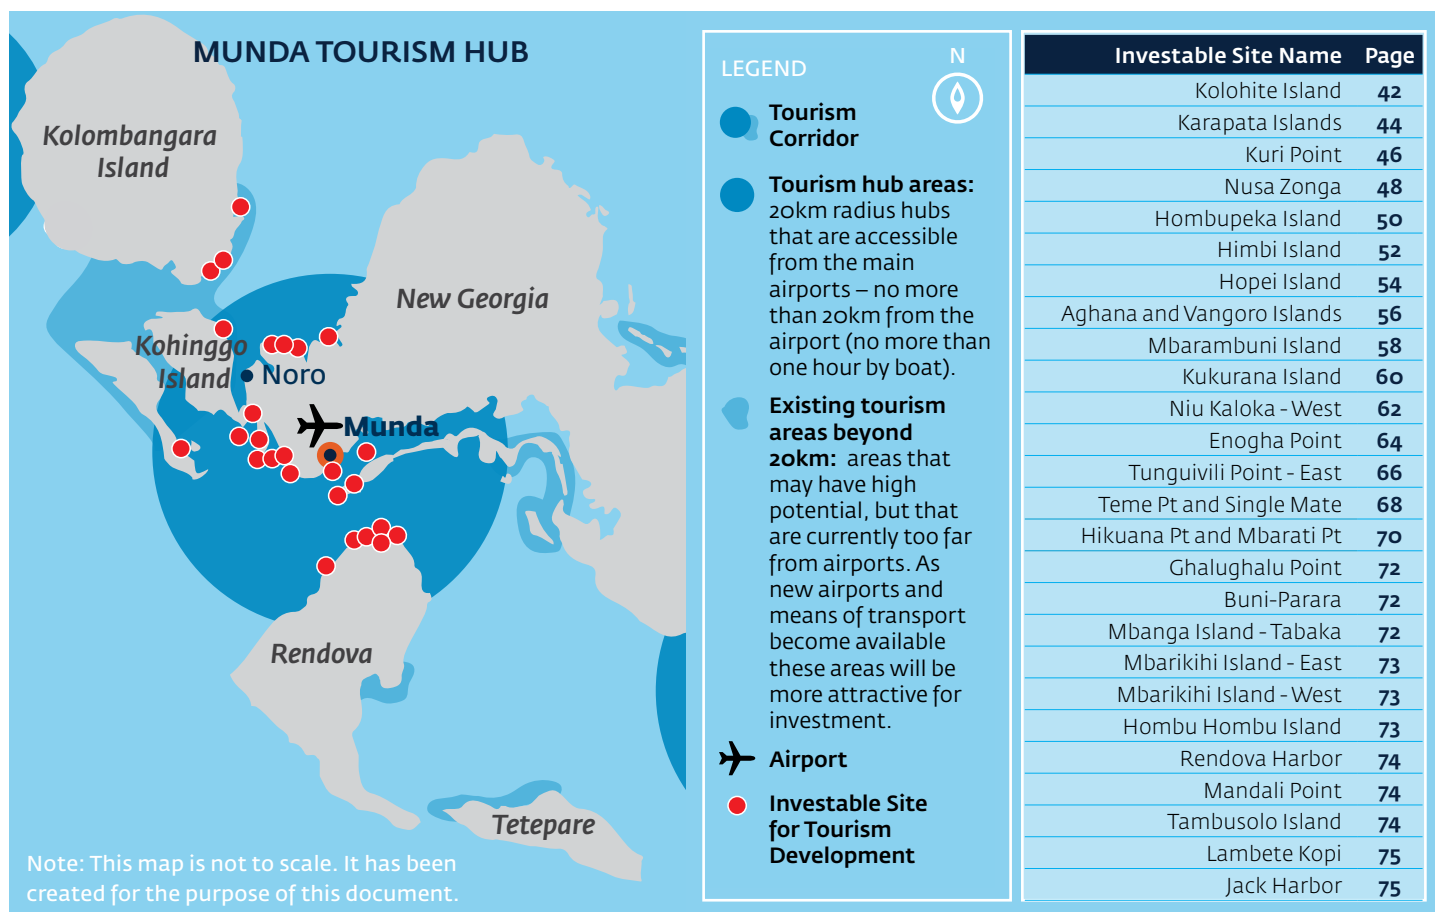 MUNDA TOURISM HUB
Kolombangara
Island
New Georgia
Kohinggo
Island
Noro
Munda
Rendova
Tetepare
Note: This map is not to scale. It has been
created for the purpose of this document.
LEGEND
N
Tourism
Corridor
Tourism hub areas:
20km radius hubs
that are accessible
from the main
airports – no more
than 20km from the
airport (no more than
one hour by boat).
Existing tourism
areas beyond
20km: areas that
may have high
potential, but that
are currently too far
from airports. As
new airports and
means of transport
become available
these areas will be
more attractive for
investment.
Airport
Investable Site
for Tourism
Development
Investable Site Name Page
Kolohite Island 42
Karapata Islands 44
Kuri Point 46
Nusa Zonga 48
Hombupeka Island 50
Himbi Island 52
Hopei Island 54
Aghana and Vangoro Islands 56
Mbarambuni Island 58
Kukurana Island 60
Niu Kaloka - West 62
Enogha Point 64
Tunguivili Point - East 66
Teme Pt and Single Mate 68
Hikuana Pt and Mbarati Pt 70
Ghalughalu Point 72
Buni-Parara 72
Mbanga Island - Tabaka 72
Mbarikihi Island - East 73
Mbarikihi Island - West 73
Hombu Hombu Island 73
Rendova Harbor 74
Mandali Point 74
Tambusolo Island 74
Lambete Kopi 75
Jack Harbor 75